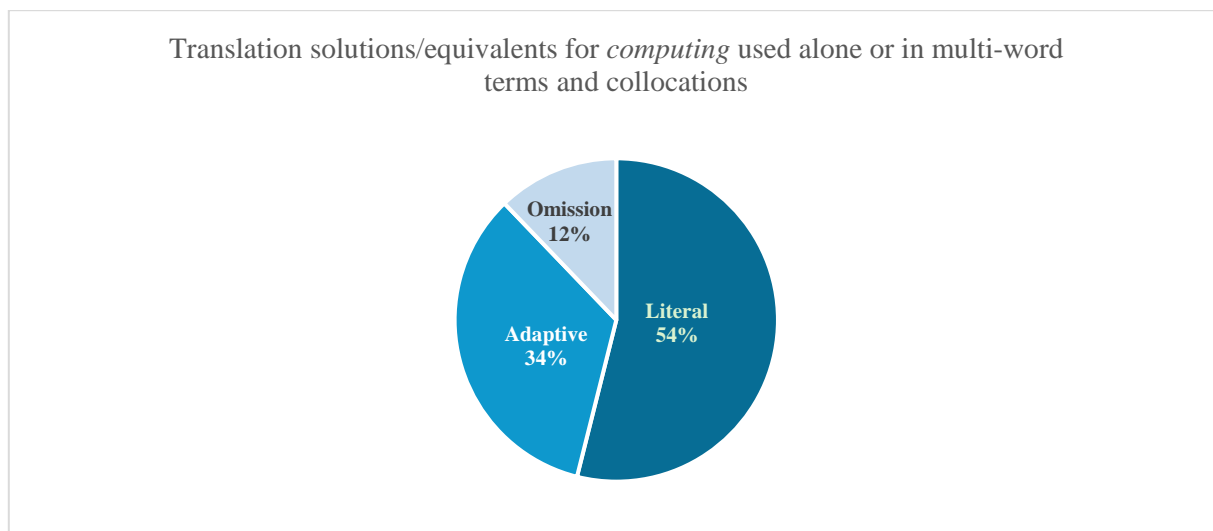 Translation solutions/equivalents for computing used alone or in multi-word
terms and collocations
Omission
12%
Literal
54%
Adaptive
34%